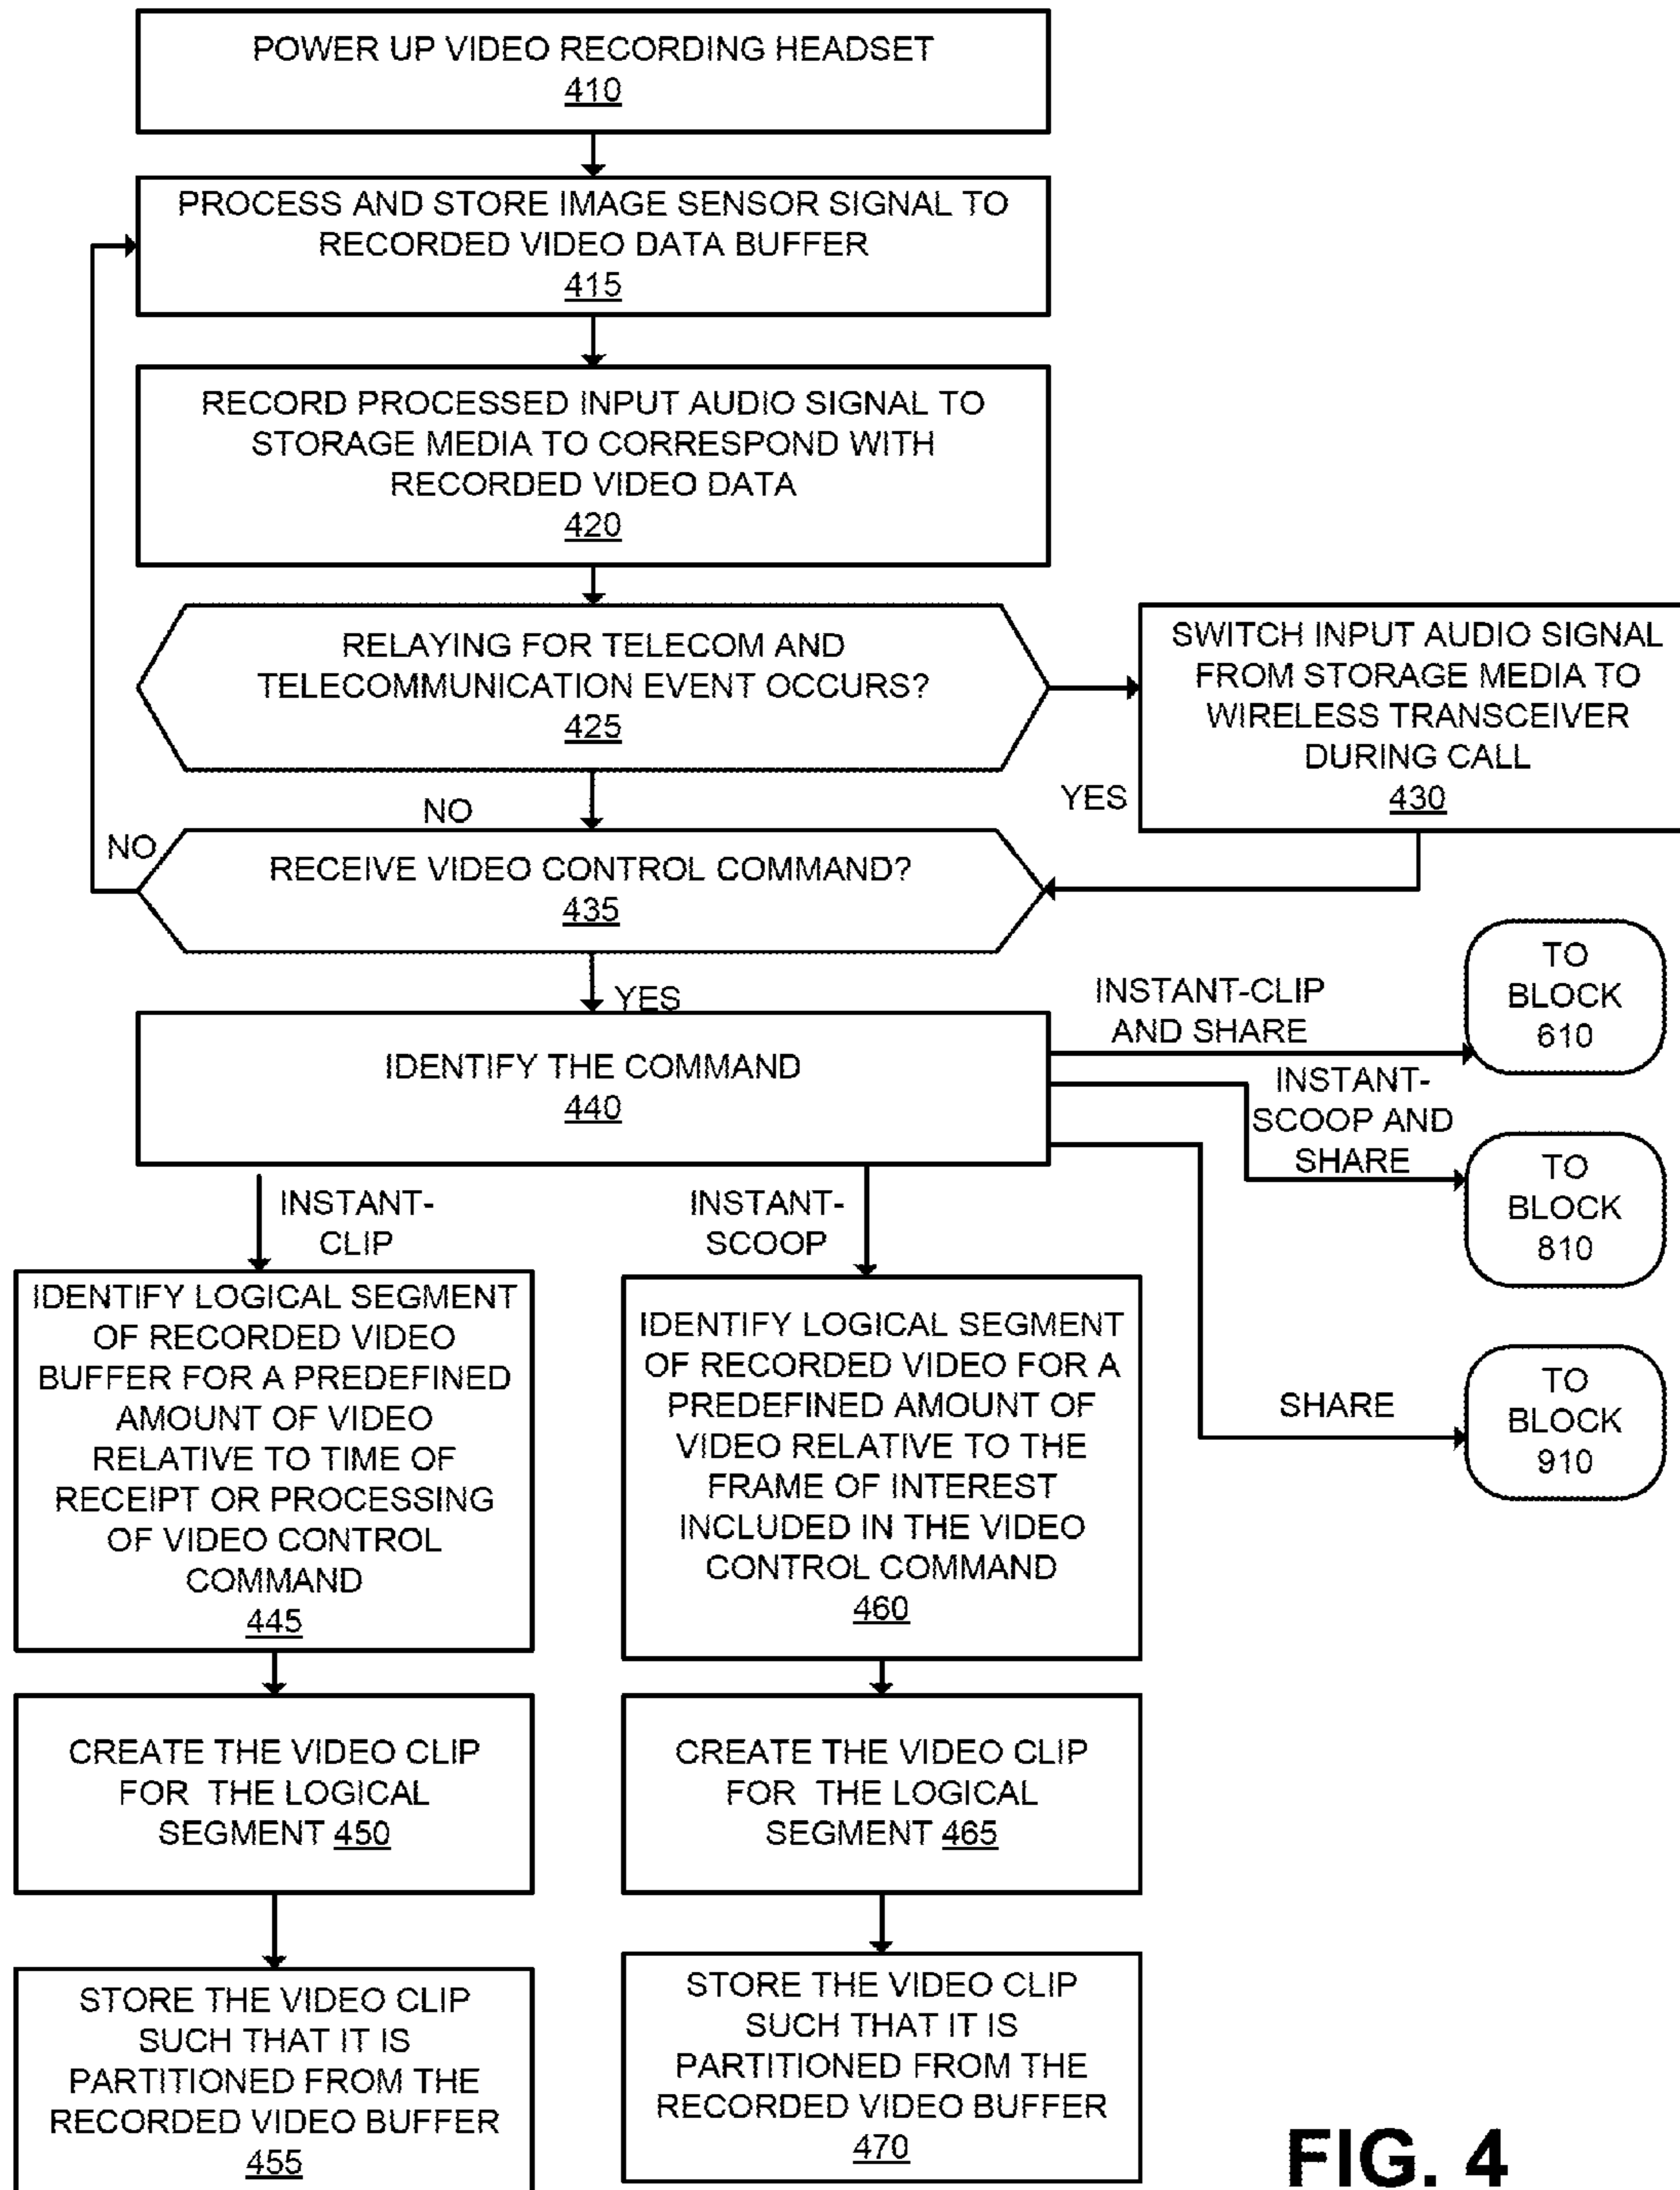 POWER UP VIDEO RECORDING HEADSET
410
PROCESS AND STORE IMAGE SENSOR SIGNAL TO
RECORDED VIDEO DATA BUFFER
415
RECORD PROCESSED INPUT AUDIO SIGNAL TO
STORAGE MEDIA TO CORRESPOND WITH
RECORDED VIDEO DATA
420
RELAYING FOR TELECOM AND
TELECOMMUNICATION EVENT OCCURS?
425
SWITCH INPUT AUDIO SIGNAL
FROM STORAGE MEDIA TO
WIRELESS TRANSCEIVER
DURING CALL
430
YES
NO
NO
RECEIVE VIDEO CONTROL COMMAND?
435
YES
IDENTIFY THE COMMAND
440
INSTANT-CLIP
AND SHARE
TO
BLOCK
610
INSTANT-
SCOOP AND
SHARE
TO
BLOCK
810
SHARE
TO
BLOCK
910
INSTANT-
CLIP
INSTANT-
SCOOP
IDENTIFY LOGICAL SEGMENT
OF RECORDED VIDEO
BUFFER FOR A PREDEFINED
AMOUNT OF VIDEO
RELATIVE TO TIME OF
RECEIPT OR PROCESSING
OF VIDEO CONTROL
COMMAND
445
IDENTIFY LOGICAL SEGMENT
OF RECORDED VIDEO FOR A
PREDEFINED AMOUNT OF
VIDEO RELATIVE TO THE
FRAME OF INTEREST
INCLUDED IN THE VIDEO
CONTROL COMMAND
460
CREATE THE VIDEO CLIP
FOR THE LOGICAL
SEGMENT 450
CREATE THE VIDEO CLIP
FOR THE LOGICAL
SEGMENT 465
STORE THE VIDEO CLIP
SUCH THAT IT IS
PARTITIONED FROM THE
RECORDED VIDEO BUFFER
455
STORE THE VIDEO CLIP
SUCH THAT IT IS
PARTITIONED FROM THE
RECORDED VIDEO BUFFER
470
FIG. 4